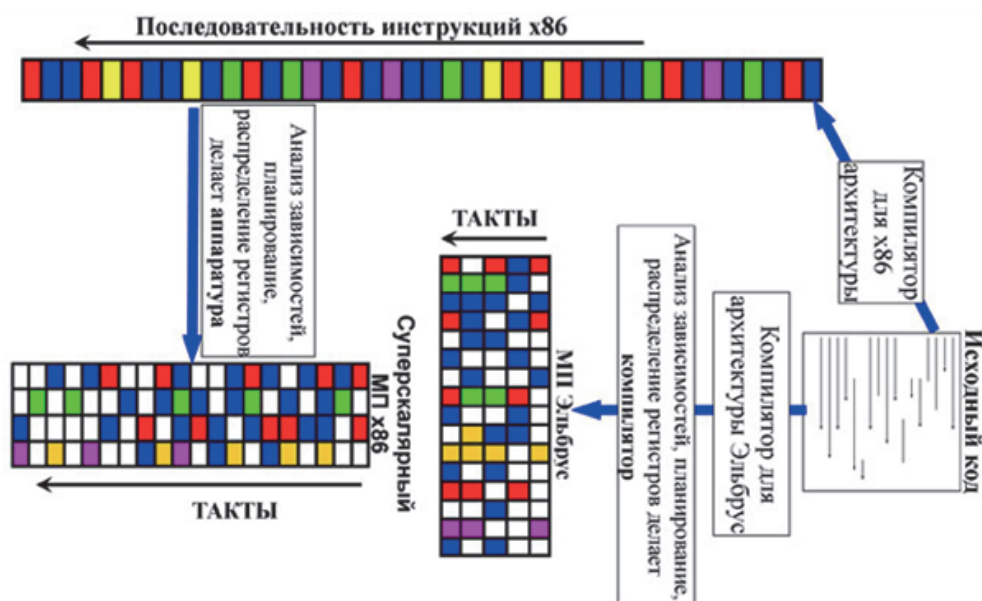 Последовательность инструкций x86
Анализ зависимостей,
планирование,
распределение регистров
делает аппаратура
Компилятор
для x86
архитектуры
ТАКТЫ
МП Эльбрус
Анализ зависимостей, планирование,
распределение регистров делает
компилятор
Компилятор для
архитектуры Эльбрус
Исходный код
Суперскалярный
МП x86
ТАКТЫ